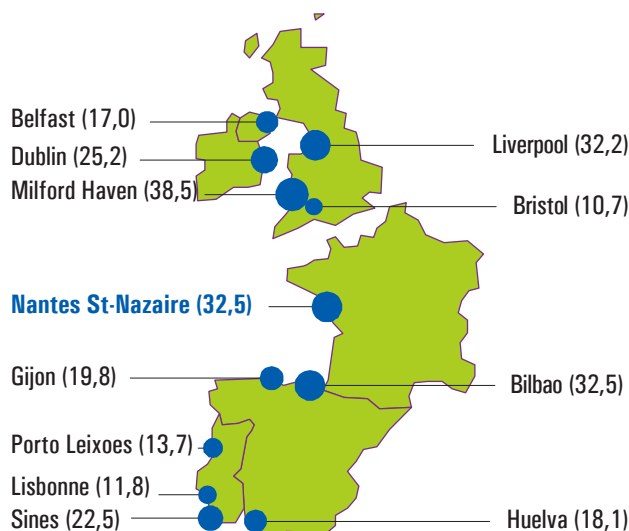 Belfast (17,0)
Dublin (25,2)
Liverpool (32,2)
Milford Haven (38,5)
Bristol (10,7)
Nantes St-Nazaire (32,5)
Gijon (19,8)
Bilbao (32,5)
Porto Leixoes (13,7)
Lisbonne (11,8)
Sines (22,5)
Huelva (18,1)